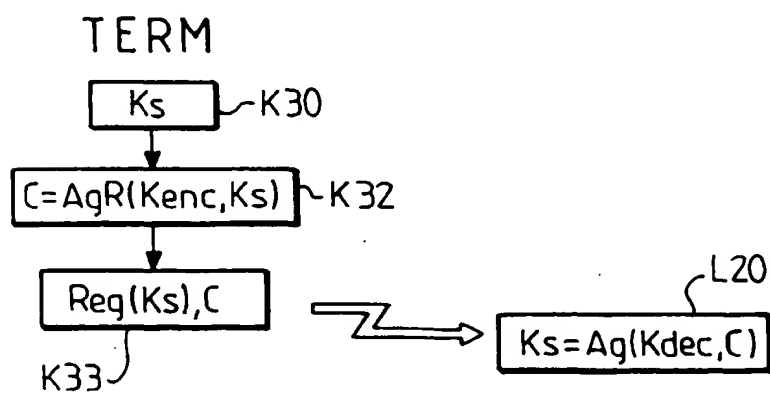 TERM
Ks
K30
C=AgR(Kenc,Ks)
K32
Reg(Ks),C
K33
L20
Ks=Ag(Kdec,C)